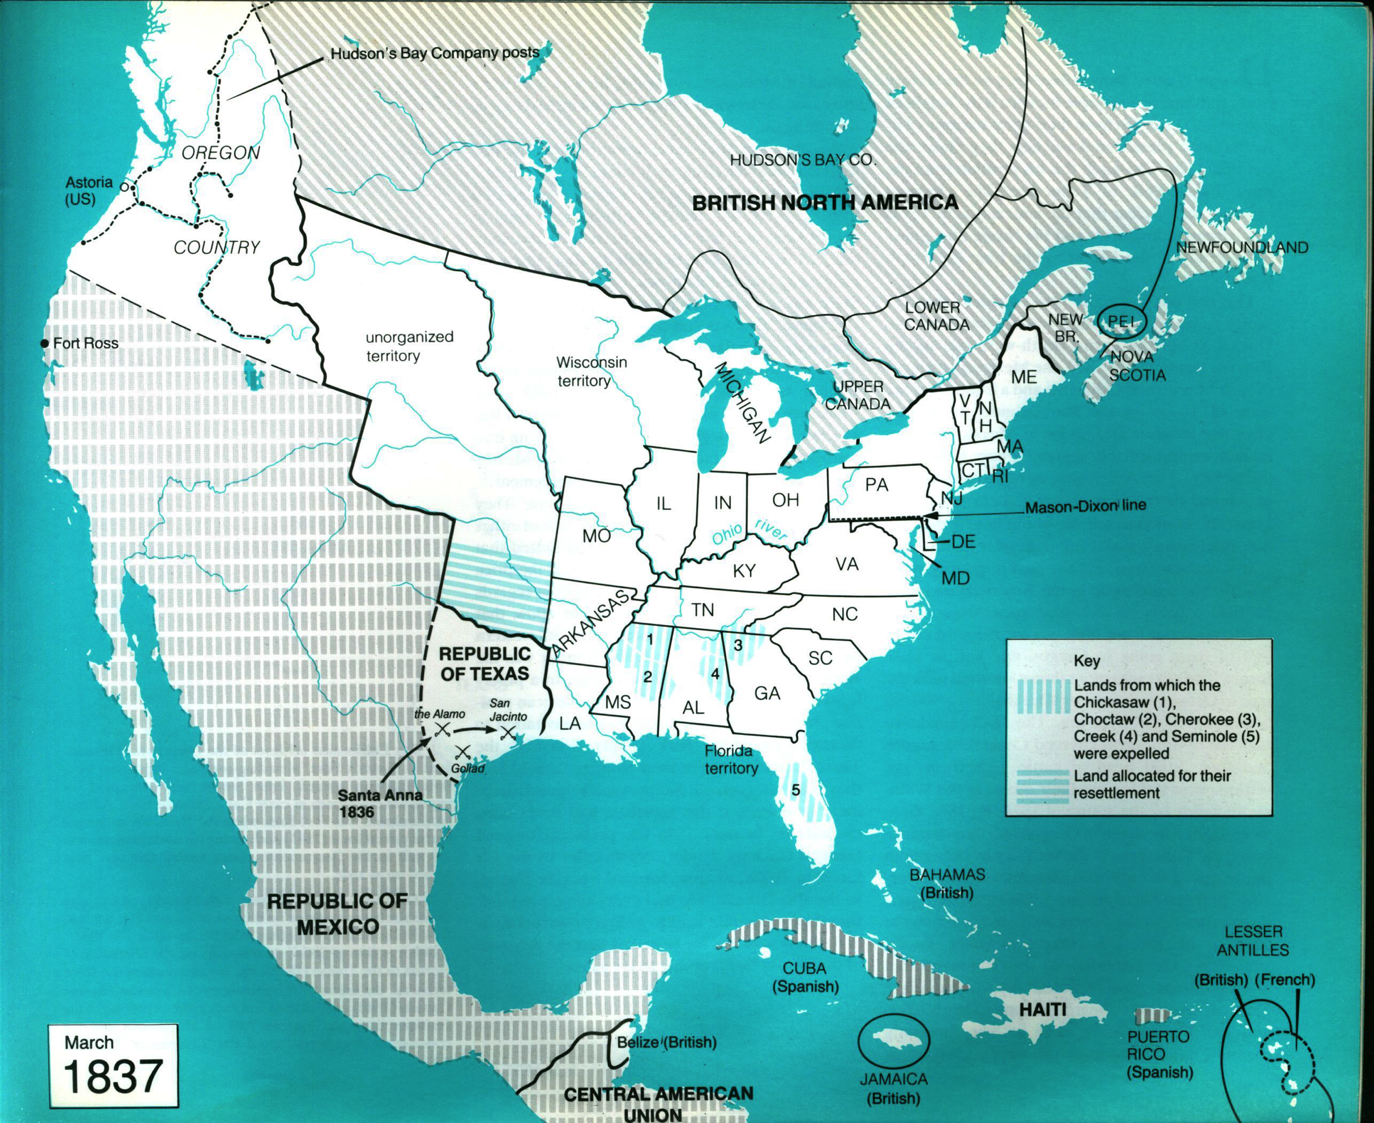 Hudson's Bay Company posts
OREGON
COUNTRY
Astoria
(US)
HUDSON'S BAY CO.
BRITISH NORTH AMERICA
NEWFOUNDLAND
LOWER
CANADA
NEW
BR.
PEI
NOVA
SCOTIA
UPPER
CANADA
Fort Ross
unorganized
territory
Wisconsin
territory
MICHIGAN
ME
V
T
N
H
MA
CT
RI
PA
NJ
Mason-Dixon line
DE
MD
IL
IN
OH
Ohio river
MO
KY
VA
ARKANSAS
TN
NC
SC
1
2
3
4
MS
AL
GA
LA
REPUBLIC
OF TEXAS
the Alamo
San
Jacinto
Goliad
Santa Anna
1836
Florida
territory
5
Key
Lands from which the
Chickasaw (1),
Choctaw (2), Cherokee (3),
Creek (4) and Seminole (5)
were expelled
Land allocated for their
resettlement
BAHAMAS
(British)
REPUBLIC OF
MEXICO
CUBA
(Spanish)
HAITI
JAMAICA
(British)
PUERTO
RICO
(Spanish)
LESSER
ANTILLES
(British) (French)
Belize (British)
CENTRAL AMERICAN
UNION
March
1837